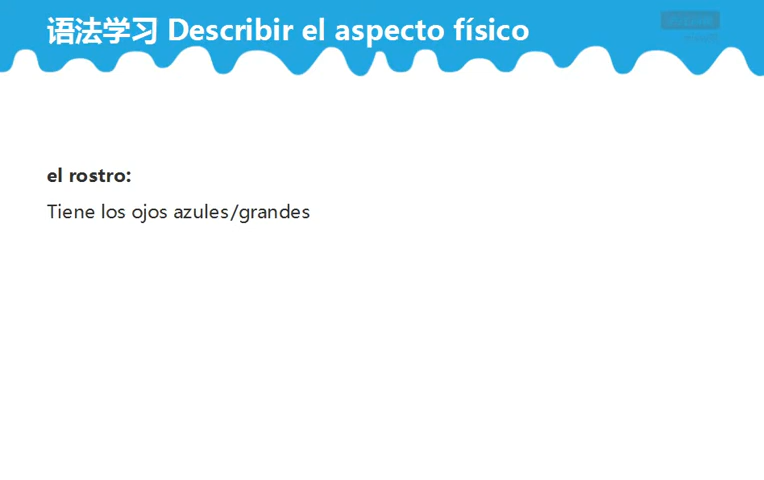 语法学习 Describir el aspecto físico
el rostro:
Tiene los ojos azules/grandes